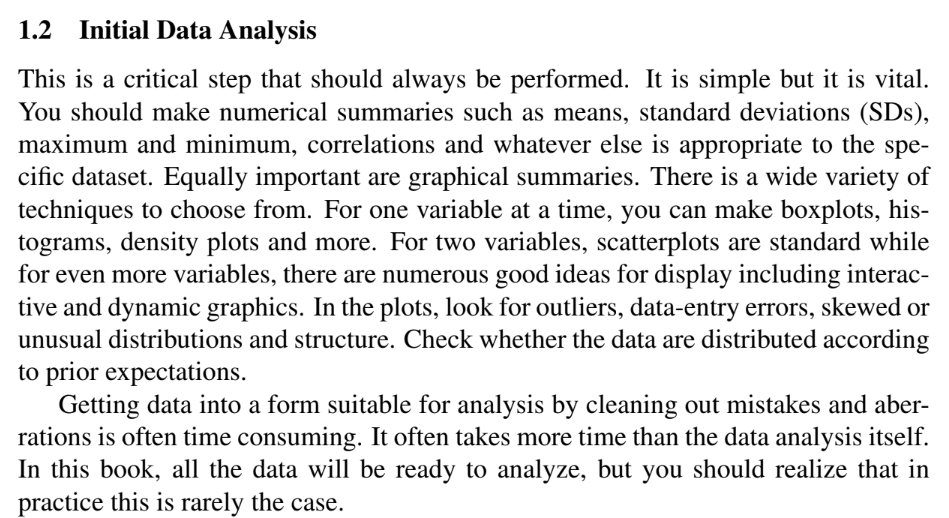 1.2 Initial Data Analysis
This is a critical step that should always be performed. It is simple but it is vital.
You should make numerical summaries such as means, standard deviations (SDs),
maximum and minimum, correlations and whatever else is appropriate to the spe-
cific dataset. Equally important are graphical summaries. There is a wide variety of
techniques to choose from. For one variable at a time, you can make boxplots, his-
tograms, density plots and more. For two variables, scatterplots are standard while
for even more variables, there are numerous good ideas for display including interac-
tive and dynamic graphics. In the plots, look for outliers, data-entry errors, skewed or
unusual distributions and structure. Check whether the data are distributed according
to prior expectations.
Getting data into a form suitable for analysis by cleaning out mistakes and aber-
rations is often time consuming. It often takes more time than the data analysis itself.
In this book, all the data will be ready to analyze, but you should realize that in
practice this is rarely the case.